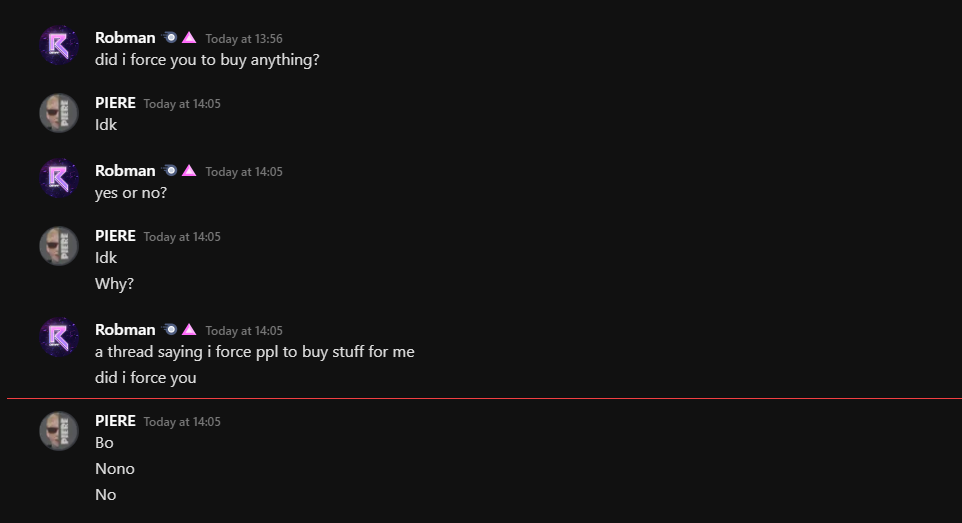 Robman Today at 13:56
did i force you to buy anything?
PIERE Today at 14:05
Idk
Robman Today at 14:05
yes or no?
PIERE Today at 14:05
Idk
Why?
Robman Today at 14:05
a thread saying i force ppl to buy stuff for me
did i force you
PIERE Today at 14:05
Bo
Nono
No